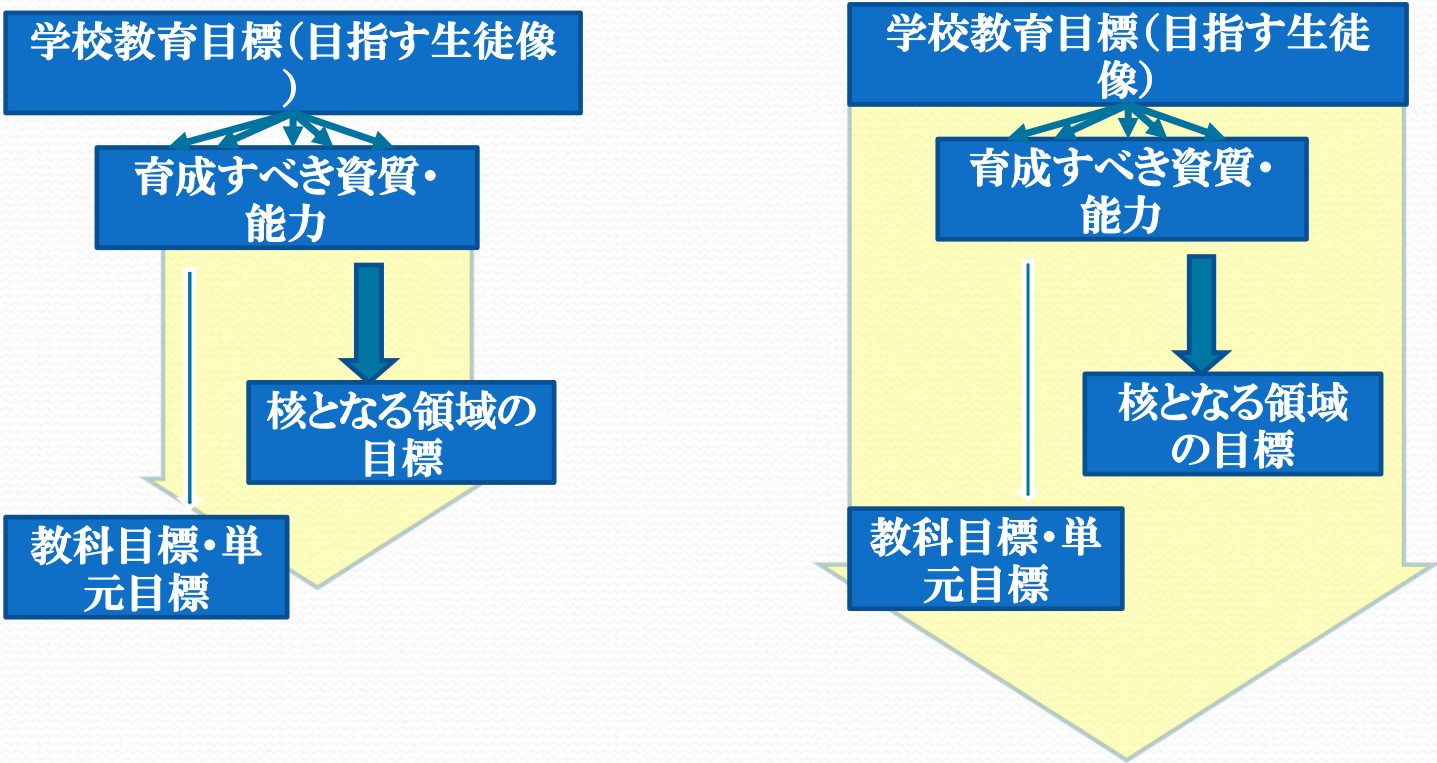 学校教育目標（目指す生徒像
）
育成すべき資質・
能力
核となる領域の
目標
教科目標・単
元目標
学校教育目標（目指す生徒
像）
育成すべき資質・
能力
核となる領域
の目標
教科目標・単
元目標